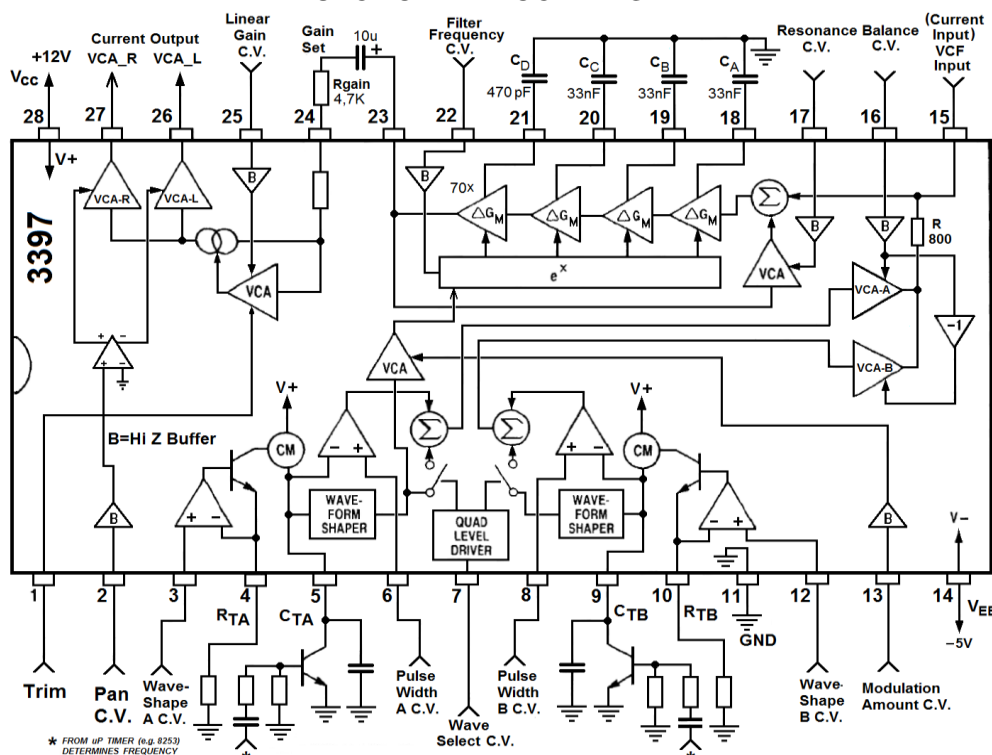 Current Output
Linear
Gain
C.V.
Gain
Set
10u
+
Filter
Frequency
C.V.
Resonance
C.V.
Balance
C.V.
(Current
Input)
VCF
Input
+12V
VCC
VCA_R
VCA_L
Rgain
4,7K
CD
470 pF
CC
33nF
CB
33nF
CA
33nF
28
27
26
25
24
23
22
21
20
19
18
17
16
15
V+
VCA-R
VCA-L
B
B
70x
△GM
△GM
△GM
△GM
Σ
B
B
R
800
3397
VCA
e^x
VCA
VCA-A
-1
VCA-B
+ −
+ −
VCA
B=Hi Z Buffer
V+
CM
− +
Σ
Σ
− +
V+
CM
B
+ −
WAVE-
FORM
SHAPER
QUAD
LEVEL
DRIVER
WAVE-
FORM
SHAPER
− +
B
V−
1
2
3
4
5
6
7
8
9
10
11
12
13
14
RTA
CTA
CTB
RTB
GND
VEE
−5V
Trim
Pan
C.V.
Wave-
Shape
A C.V.
Pulse
Width
A C.V.
Wave
Select C.V.
Pulse
Width
B C.V.
Wave-
Shape
B C.V.
Modulation
Amount C.V.
* FROM uP TIMER (e.g. 8253)
DETERMINES FREQUENCY
*
*